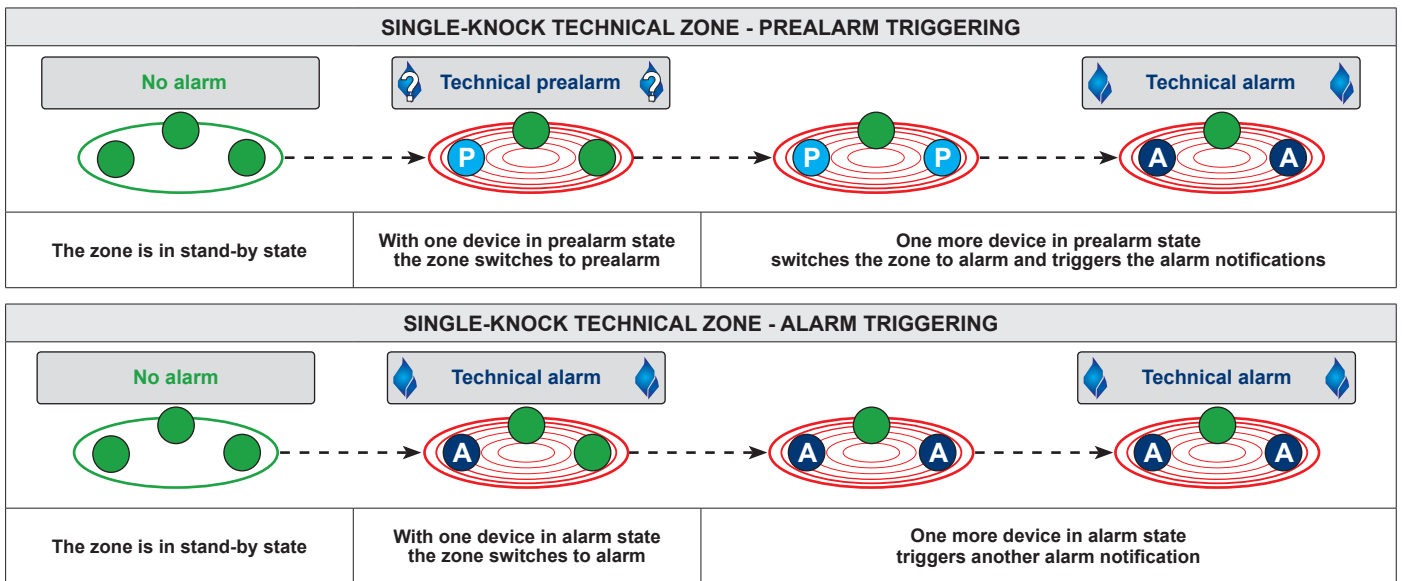 SINGLE-KNOCK TECHNICAL ZONE - PREALARM TRIGGERING
No alarm
? Technical prealarm ?
Technical alarm
P
P P
A A
The zone is in stand-by state
With one device in prealarm state
the zone switches to prealarm
One more device in prealarm state
switches the zone to alarm and triggers the alarm notifications
SINGLE-KNOCK TECHNICAL ZONE - ALARM TRIGGERING
No alarm
Technical alarm
Technical alarm
A
A A
A A
The zone is in stand-by state
With one device in alarm state
the zone switches to alarm
One more device in alarm state
triggers another alarm notification